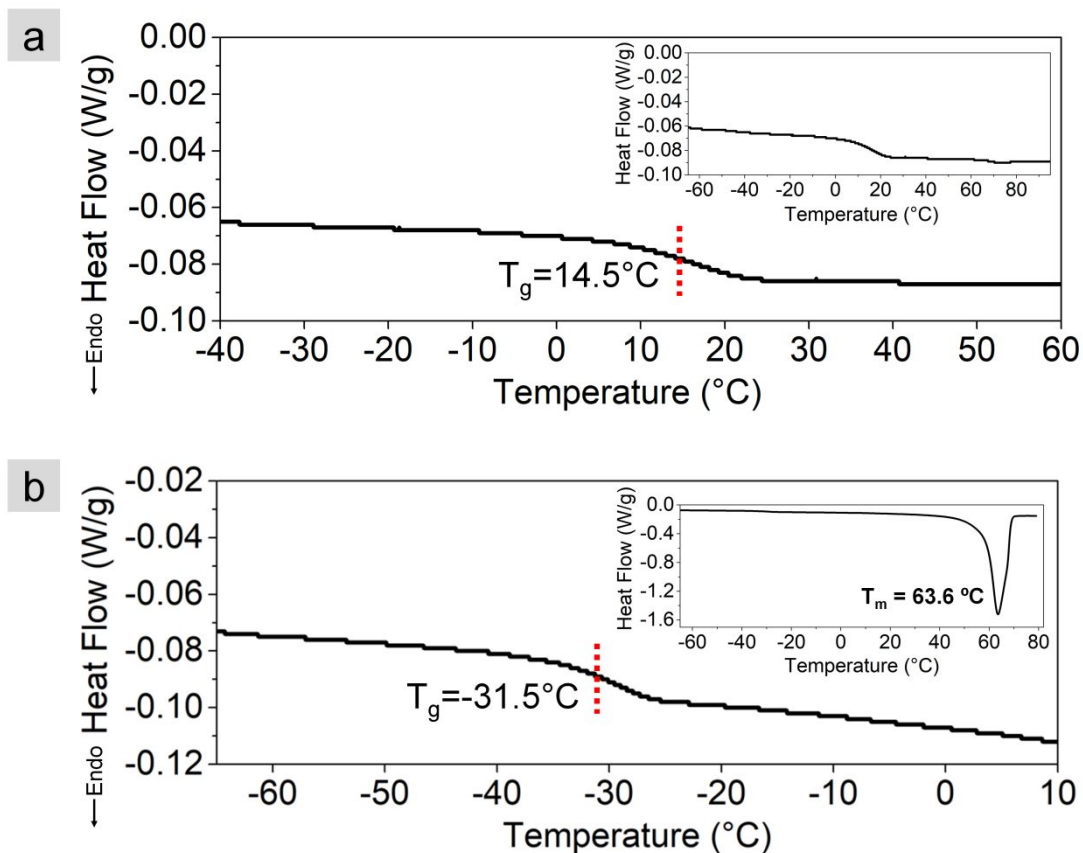 a
0.00
-0.02
-0.04
-0.06
-0.08
-0.10
←Endo Heat Flow (W/g)
-40 -30 -20 -10 0 10 20 30 40 50 60
Temperature (°C)
Tg=14.5°C
0.00
-0.02
-0.04
-0.06
-0.08
-0.10
Heat Flow (W/g)
-60 -40 -20 0 20 40 60 80
Temperature (°C)
b
-0.02
-0.04
-0.06
-0.08
-0.10
-0.12
←Endo Heat Flow (W/g)
-60 -50 -40 -30 -20 -10 0 10
Temperature (°C)
Tg=-31.5°C
0.0
-0.4
-0.8
-1.2
-1.6
Heat Flow (W/g)
-60 -40 -20 0 20 40 60 80
Temperature (°C)
Tm = 63.6 ºC